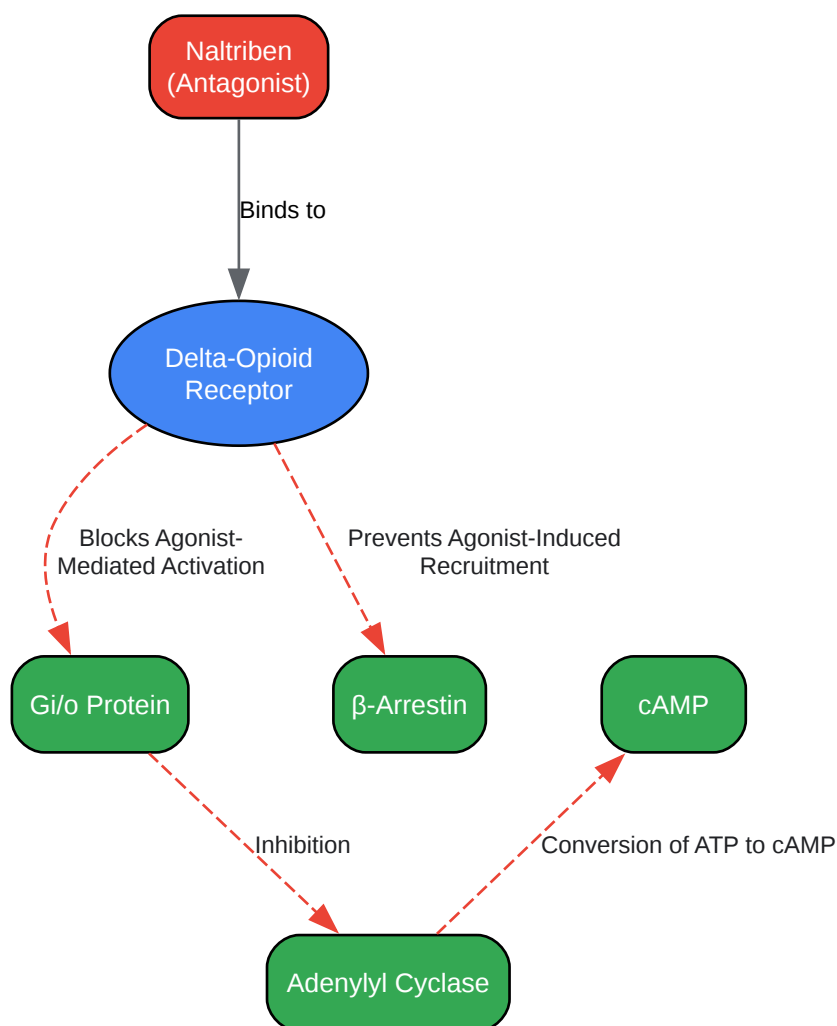 Naltriben
(Antagonist)
Binds to
Delta-Opioid
Receptor
Blocks Agonist-
Mediated Activation
Prevents Agonist-Induced
Recruitment
Gi/o Protein
β-Arrestin
cAMP
Inhibition
Conversion of ATP to cAMP
Adenylyl Cyclase